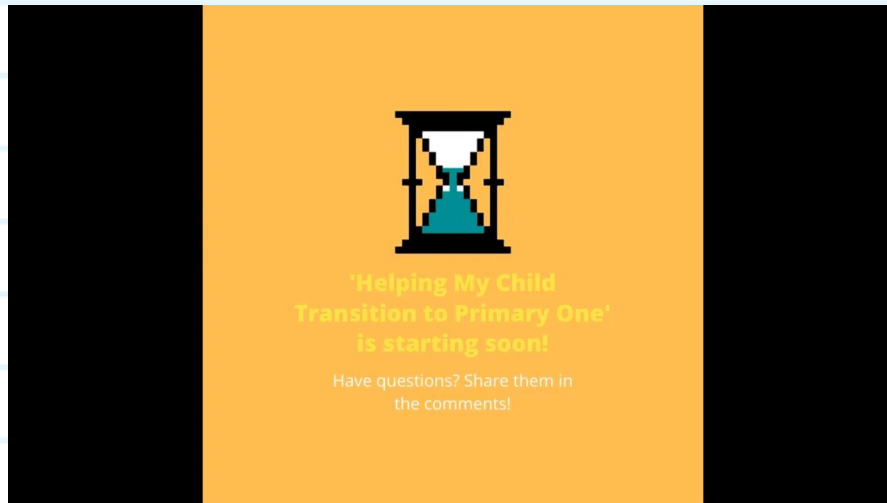 'Helping My Child
Transition to Primary One'
is starting soon!
Have questions? Share them in
the comments!